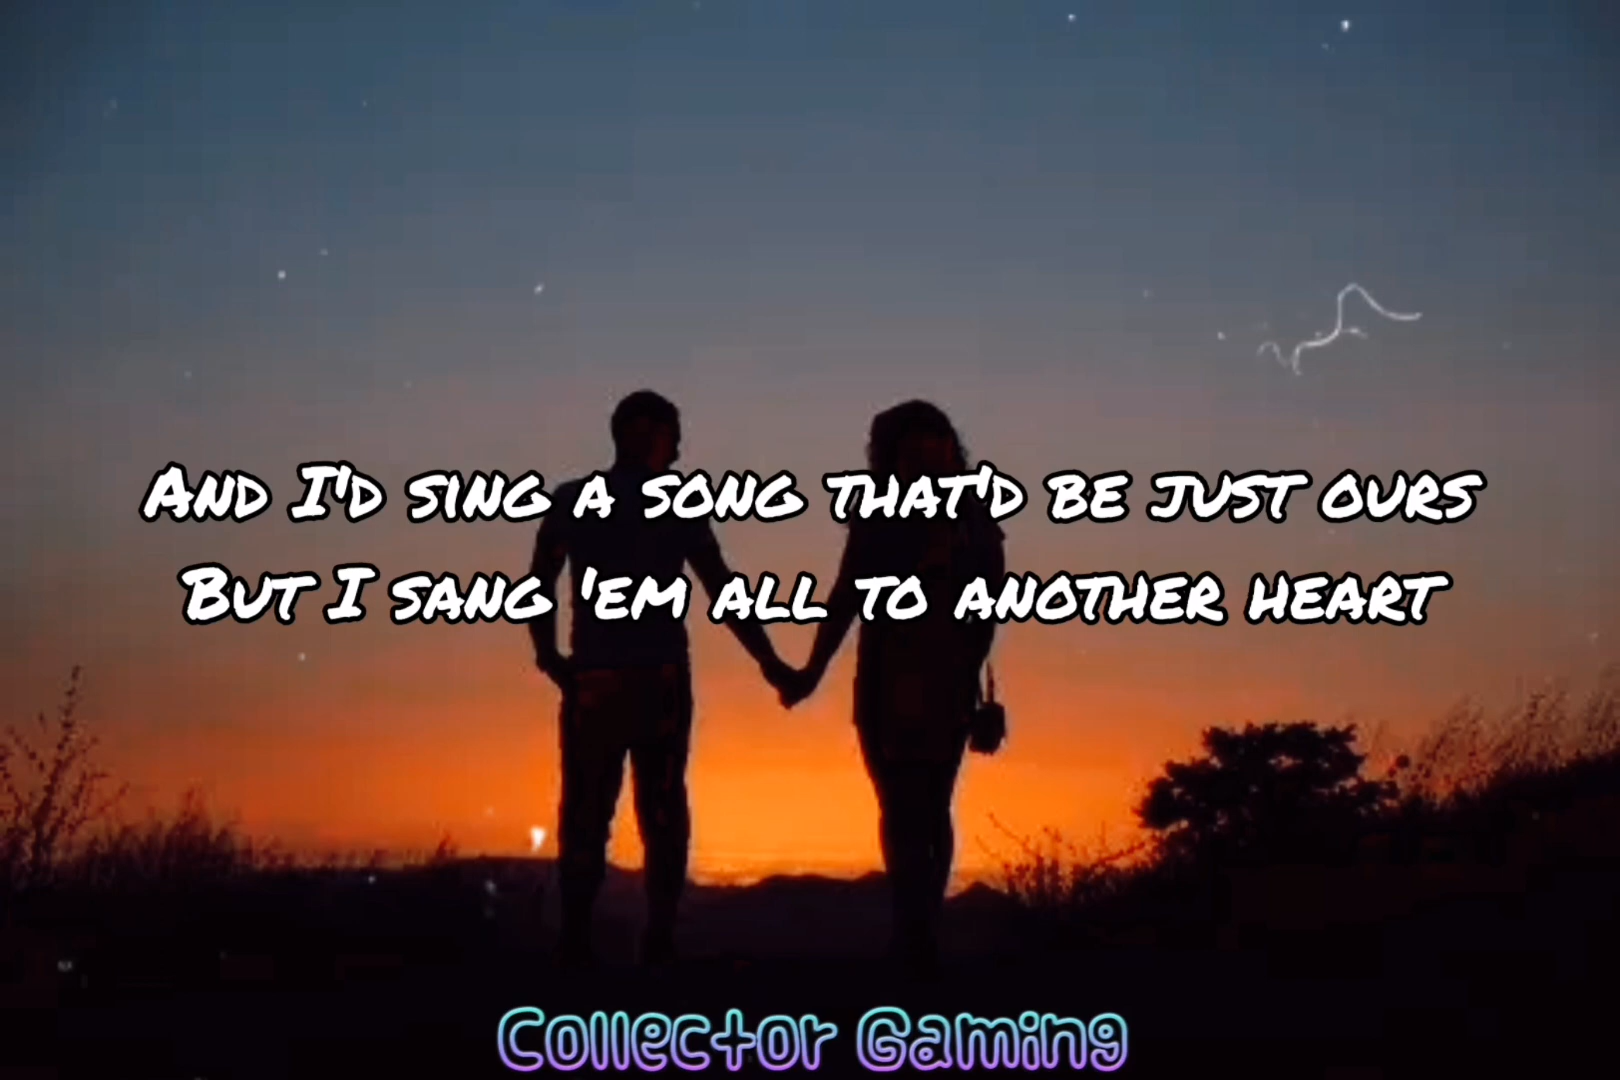 And I'd sing a song that'd be just ours
But I sang 'em all to another heart
Collector Gaming